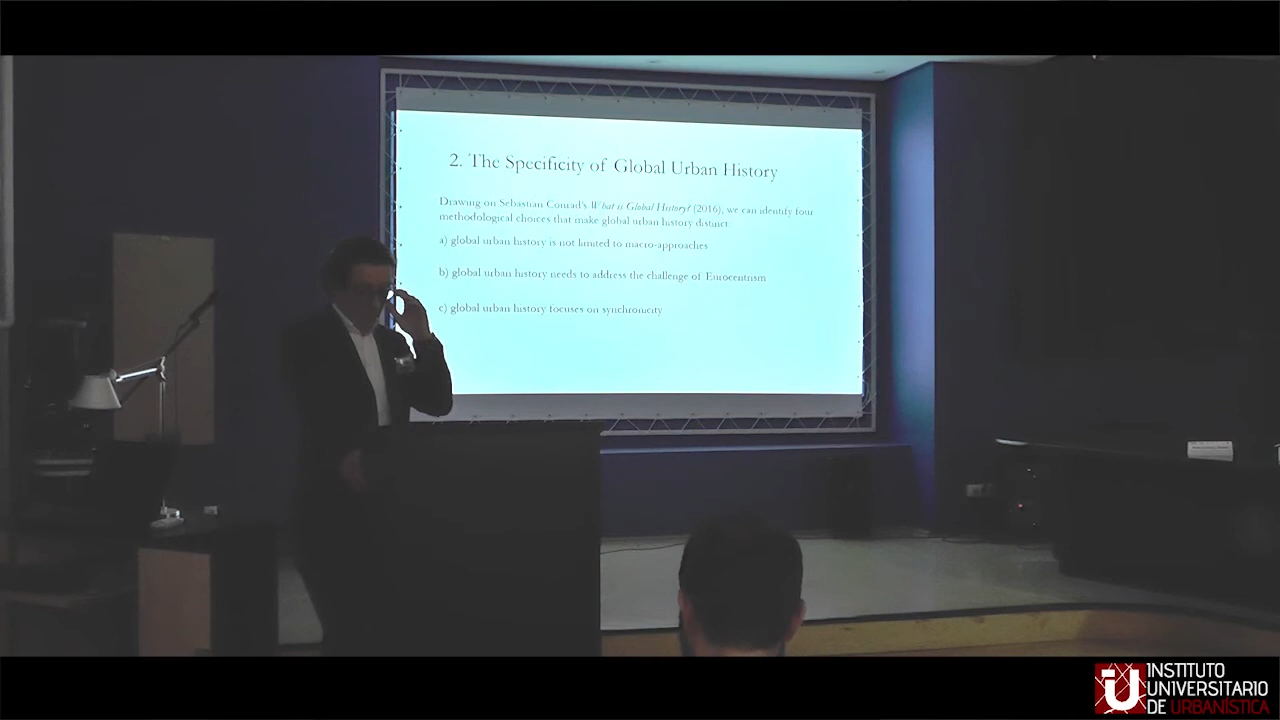 2. The Specificity of Global Urban History
Drawing on Sebastian Conrad's What is Global History? (2016), we can identify four
methodological choices that make global urban history distinct:
a) global urban history is not limited to macro-approaches
b) global urban history needs to address the challenge of Eurocentrism
c) global urban history focuses on synchronicity
INSTITUTO
UNIVERSITARIO
DE URBANÍSTICA